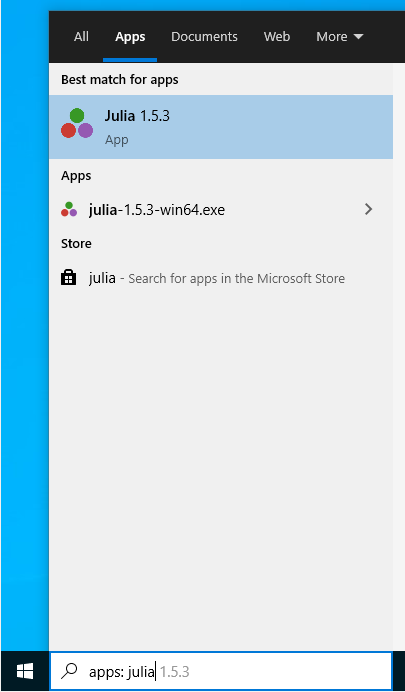 All Apps Documents Web More
Best match for apps
Julia 1.5.3
App
Apps
julia-1.5.3-win64.exe
Store
julia - Search for apps in the Microsoft Store
apps: julia 1.5.3